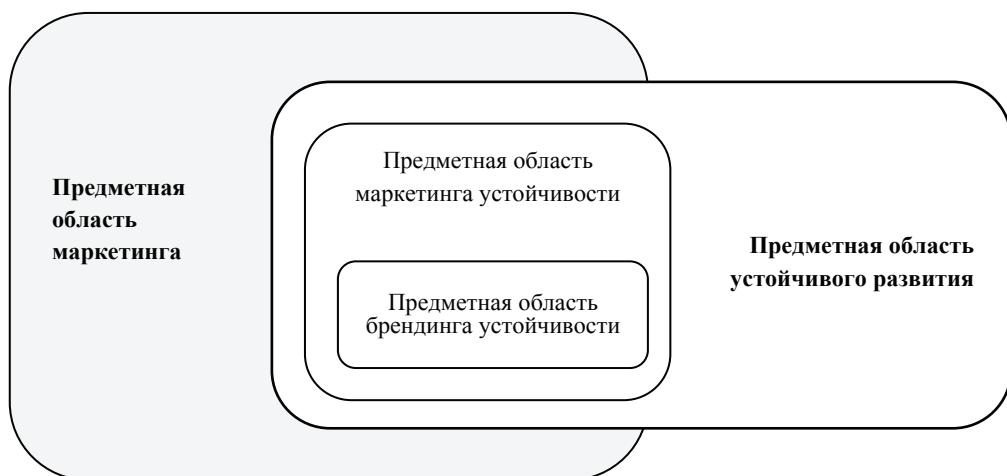 Предметная
область
маркетинга
Предметная область
маркетинга устойчивости
Предметная область
брендинга устойчивости
Предметная область
устойчивого развития